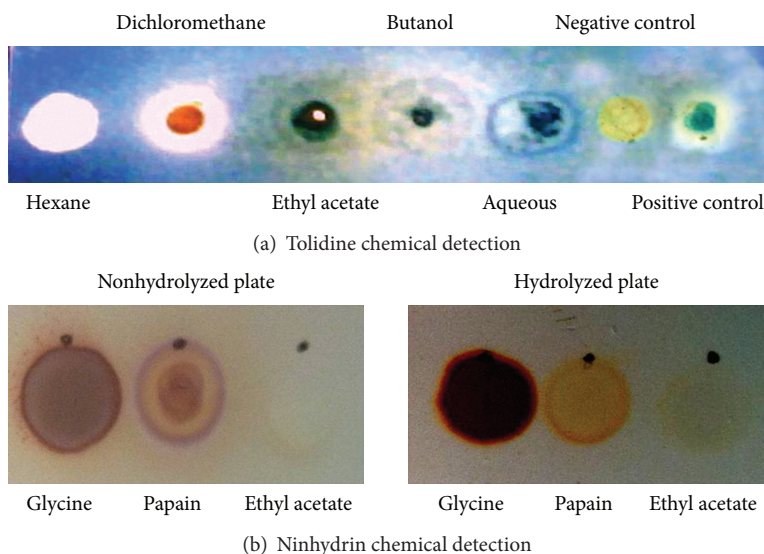 Dichloromethane Butanol Negative control
Hexane Ethyl acetate Aqueous Positive control
(a) Tolidine chemical detection
Nonhydrolyzed plate Hydrolyzed plate
Glycine Papain Ethyl acetate Glycine Papain Ethyl acetate
(b) Ninhydrin chemical detection